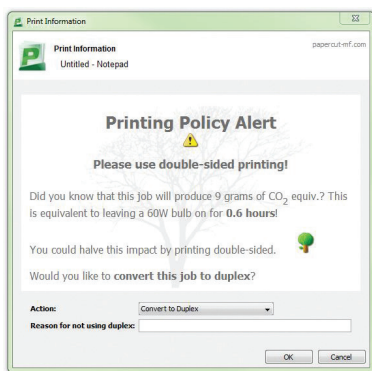 Print Information
Print Information
papercut-mf.com
Untitled - Notepad
Printing Policy Alert
Please use double-sided printing!
Did you know that this job will produce 9 grams of CO2 equiv.? This
is equivalent to leaving a 60W bulb on for 0.6 hours!
You could halve this impact by printing double-sided.
Would you like to convert this job to duplex?
Action: Convert to Duplex
Reason for not using duplex:
OK Cancel